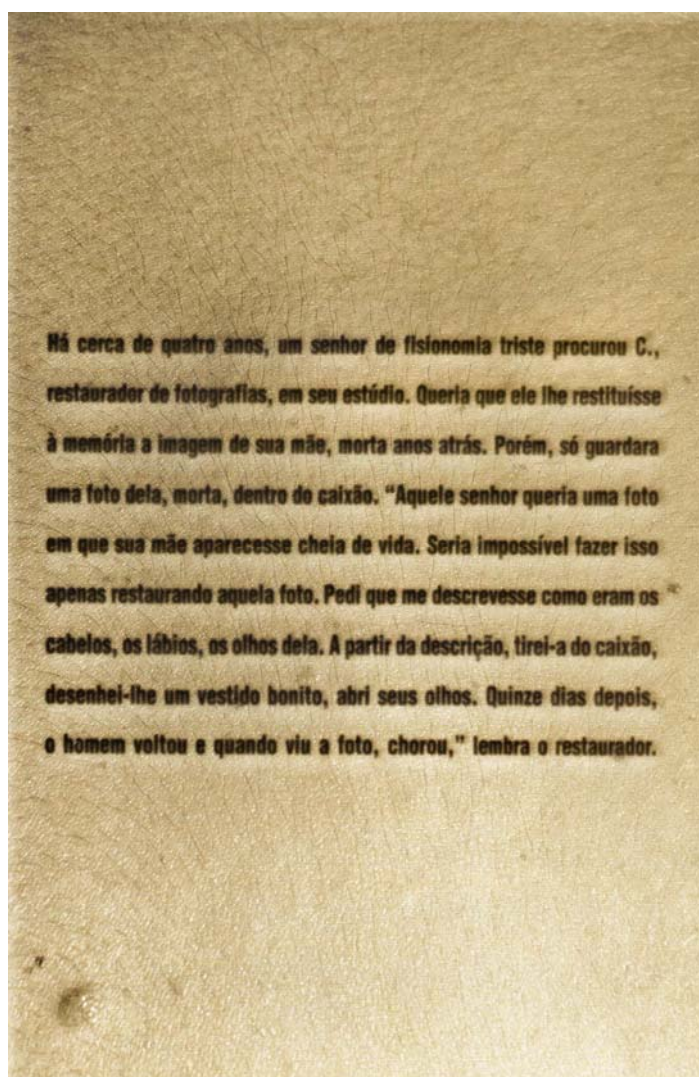 Há cerca de quatro anos, um senhor de fisionomia triste procurou C.,
restaurador de fotografias, em seu estúdio. Queria que ele lhe restituísse
à memória a imagem de sua mãe, morta anos atrás. Porém, só guardara
uma foto dela, morta, dentro do caixão. “Aquele senhor queria uma foto
em que sua mãe aparecesse cheia de vida. Seria impossível fazer isso
apenas restaurando aquela foto. Pedi que me descrevesse como eram os
cabelos, os lábios, os olhos dela. A partir da descrição, tirei-a do caixão,
desenhei-lhe um vestido bonito, abri seus olhos. Quinze dias depois,
o homem voltou e quando viu a foto, chorou,” lembra o restaurador.